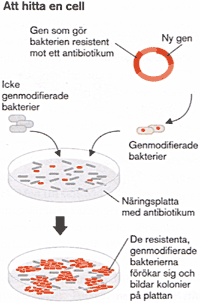 Att hitta en cell
Gen som gör
bakterien resistent
mot ett antibiotikum
Ny gen
Icke
genmodifierade
bakterier
Genmodifierade
bakterier
Näringsplatta
med antibiotikum
De resistenta,
genmodifierade
bakterierna
förökar sig och
bildar kolonier
på plattan